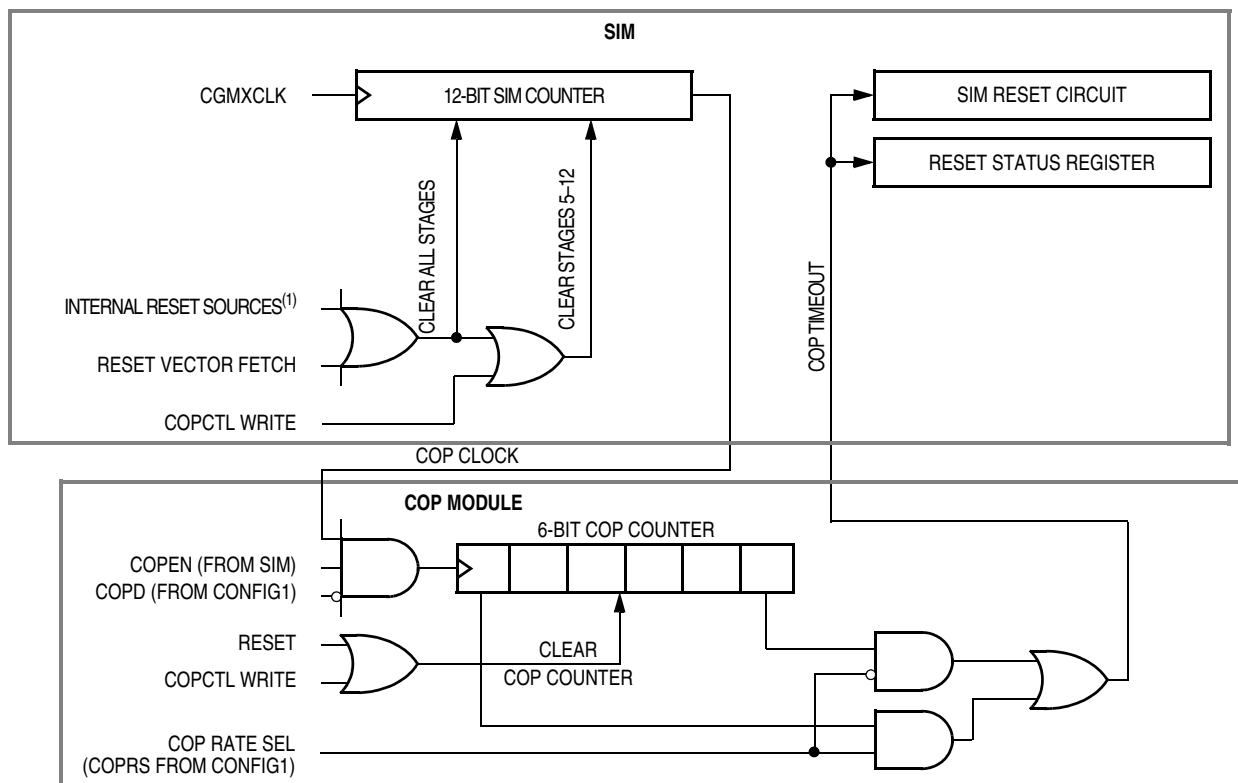 SIM
CGMXCLK
12-BIT SIM COUNTER
SIM RESET CIRCUIT
RESET STATUS REGISTER
CLEAR ALL STAGES
CLEAR STAGES 5–12
COP TIMEOUT
INTERNAL RESET SOURCES(1)
RESET VECTOR FETCH
COPCTL WRITE
COP CLOCK
COP MODULE
6-BIT COP COUNTER
COPEN (FROM SIM)
COPD (FROM CONFIG1)
RESET
COPCTL WRITE
CLEAR
COP COUNTER
COP RATE SEL
(COPRS FROM CONFIG1)